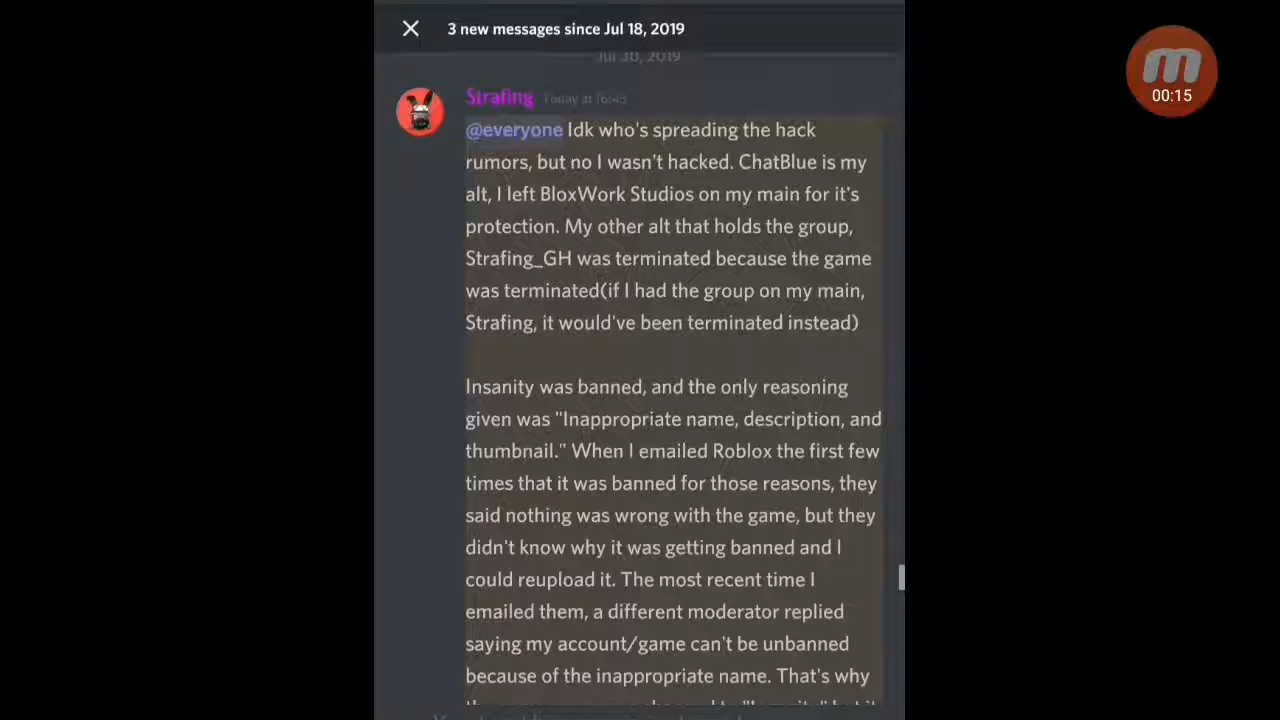 3 new messages since Jul 18, 2019
Jul 30, 2019
00:15
Strafing Today at 16:45
@everyone Idk who's spreading the hack
rumors, but no I wasn't hacked. ChatBlue is my
alt, I left BloxWork Studios on my main for it's
protection. My other alt that holds the group,
Strafing_GH was terminated because the game
was terminated(if I had the group on my main,
Strafing, it would've been terminated instead)
Insanity was banned, and the only reasoning
given was "Inappropriate name, description, and
thumbnail." When I emailed Roblox the first few
times that it was banned for those reasons, they
said nothing was wrong with the game, but they
didn't know why it was getting banned and I
could reupload it. The most recent time I
emailed them, a different moderator replied
saying my account/game can't be unbanned
because of the inappropriate name. That's why